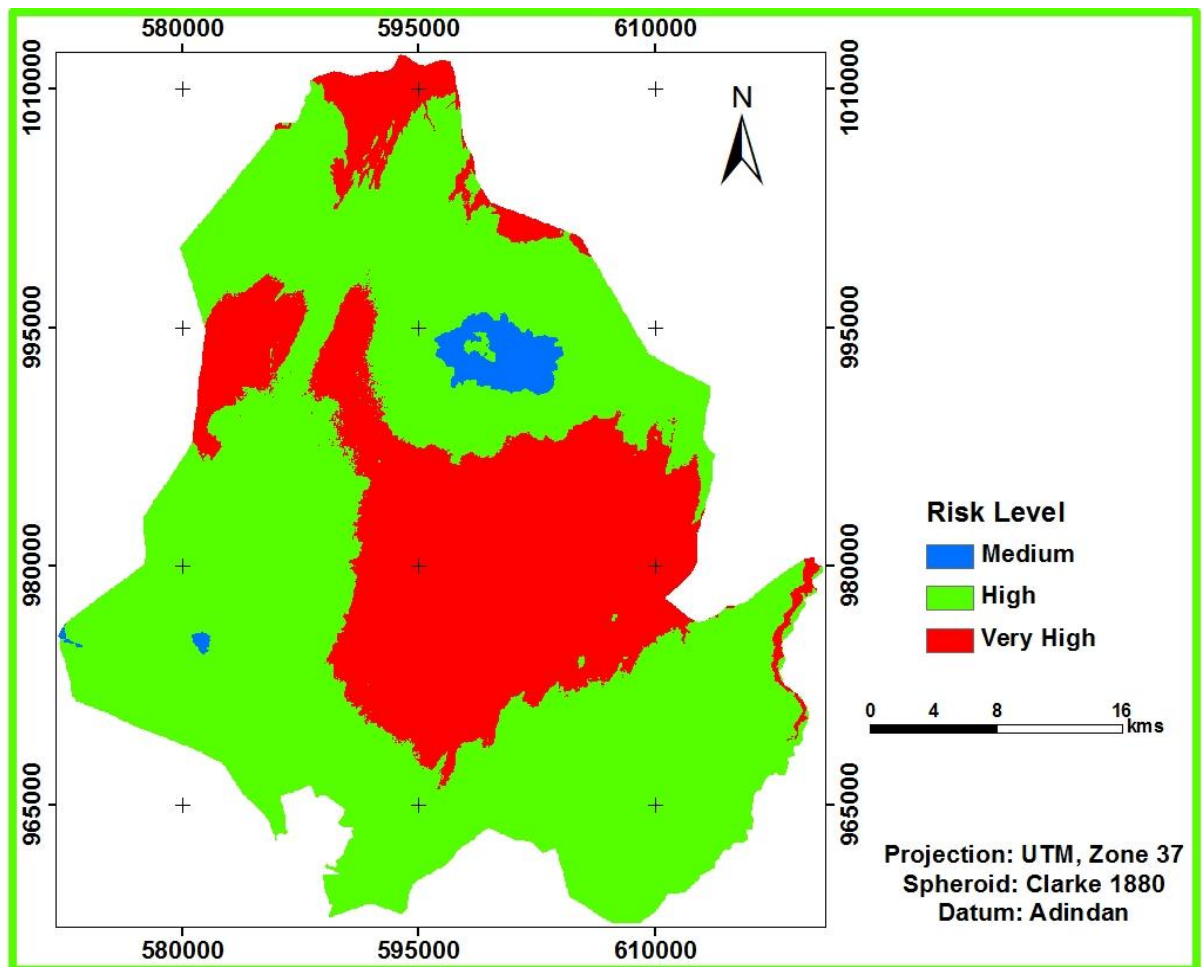 580000 595000 610000
1010000 1010000
N
995000 995000
Risk Level
Medium
High
Very High
980000 980000
0 4 8 16
kms
965000 965000
Projection: UTM, Zone 37
Spheroid: Clarke 1880
Datum: Adindan
580000 595000 610000